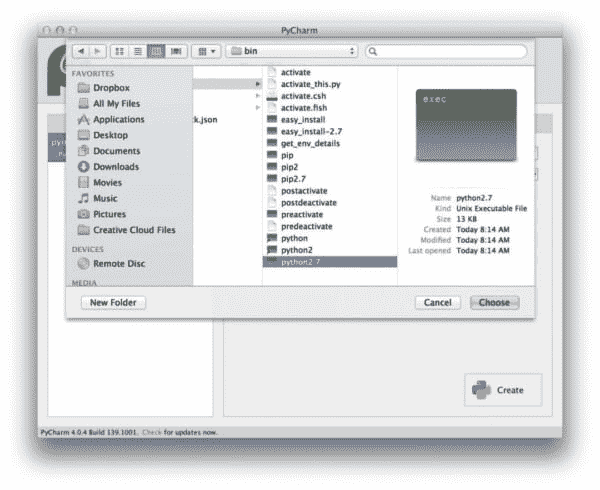 PyCharm
bin
FAVORITES
Dropbox
All My Files
Applications
Desktop
Documents
Downloads
Movies
Music
Pictures
Creative Cloud Files
DEVICES
Remote Disc
MEDIA
k.json
activate
activate_this.py
activate.csh
activate.fish
easy_install
easy_install-2.7
get_env_details
pip
pip2
pip2.7
postactivate
postdeactivate
preactivate
predeactivate
python
python2
python2.7
exec
Name python2.7
Kind Unix Executable File
Size 13 KB
Created Today 8:14 AM
Modified Today 8:14 AM
Last opened Today 8:14 AM
New Folder
Cancel
Choose
Create
PyCharm 4.0.4 Build 139.1001. Check for updates now.